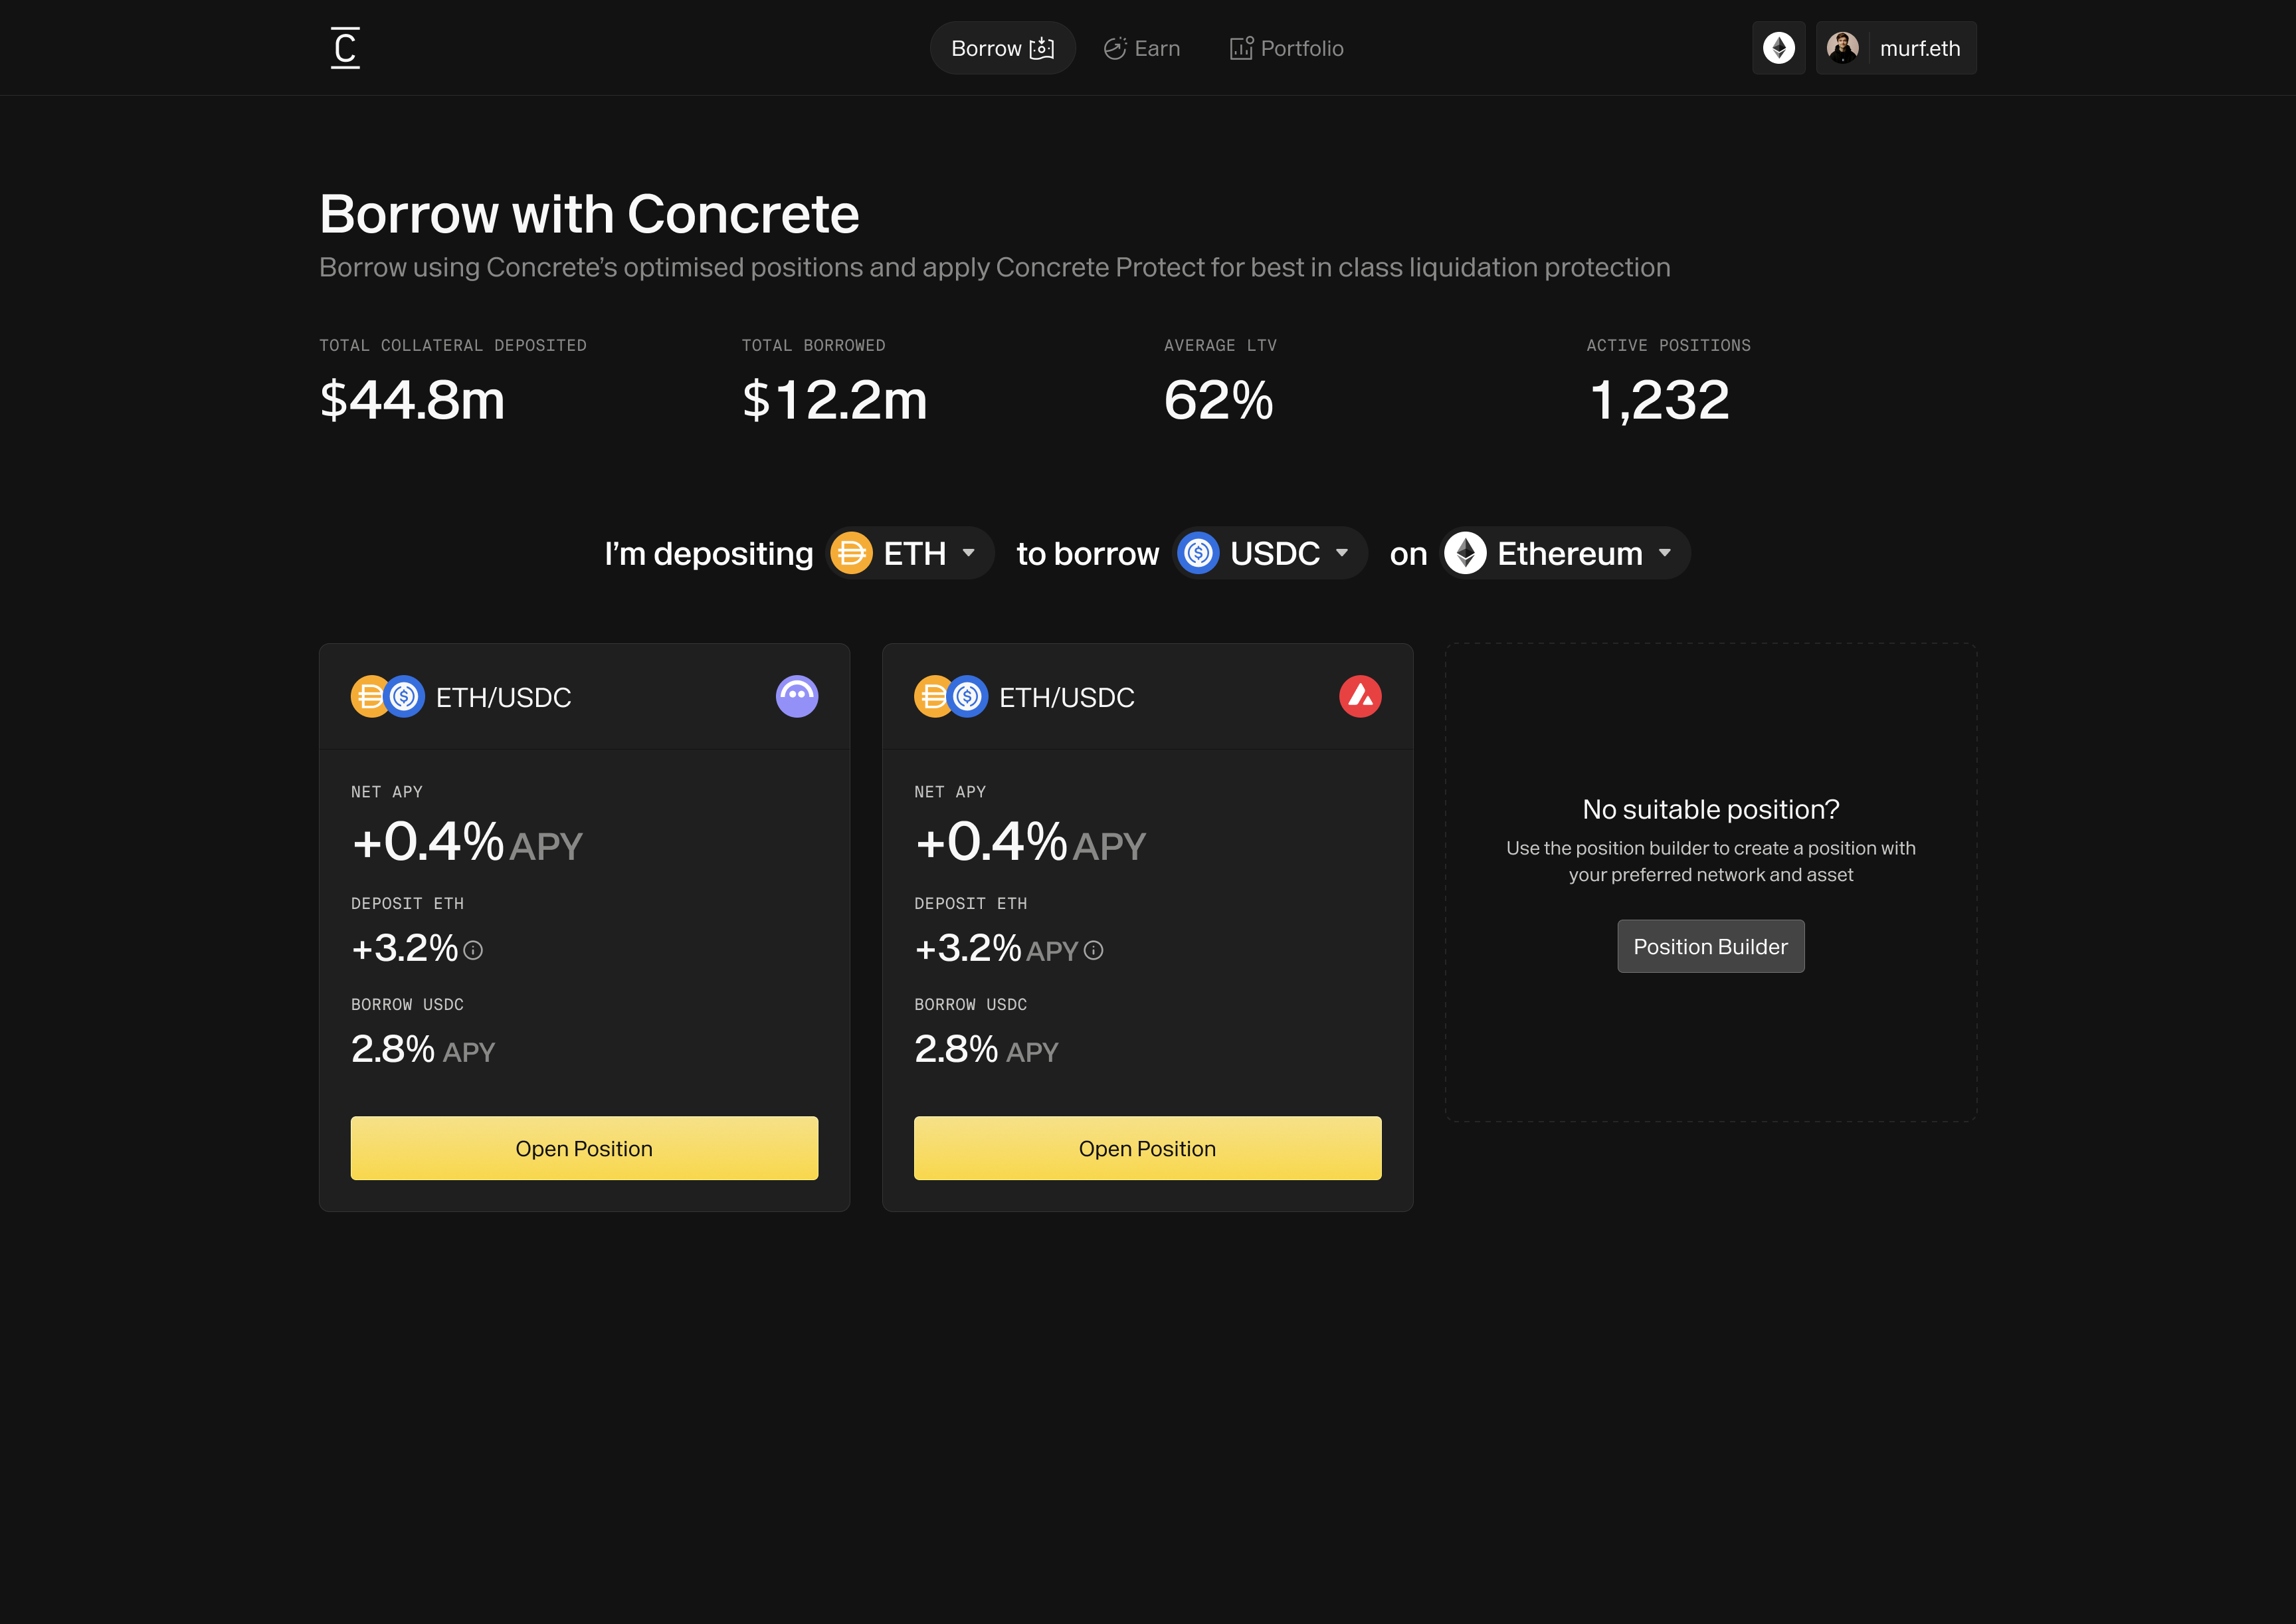 C
Borrow
Earn
Portfolio
murf.eth
Borrow with Concrete
Borrow using Concrete’s optimised positions and apply Concrete Protect for best in class liquidation protection
TOTAL COLLATERAL DEPOSITED
TOTAL BORROWED
AVERAGE LTV
ACTIVE POSITIONS
$44.8m
$12.2m
62%
1,232
I’m depositing ETH to borrow USDC on Ethereum
ETH/USDC
NET APY
+0.4% APY
DEPOSIT ETH
+3.2%
BORROW USDC
2.8% APY
Open Position
ETH/USDC
NET APY
+0.4% APY
DEPOSIT ETH
+3.2% APY
BORROW USDC
2.8% APY
Open Position
No suitable position?
Use the position builder to create a position with
your preferred network and asset
Position Builder